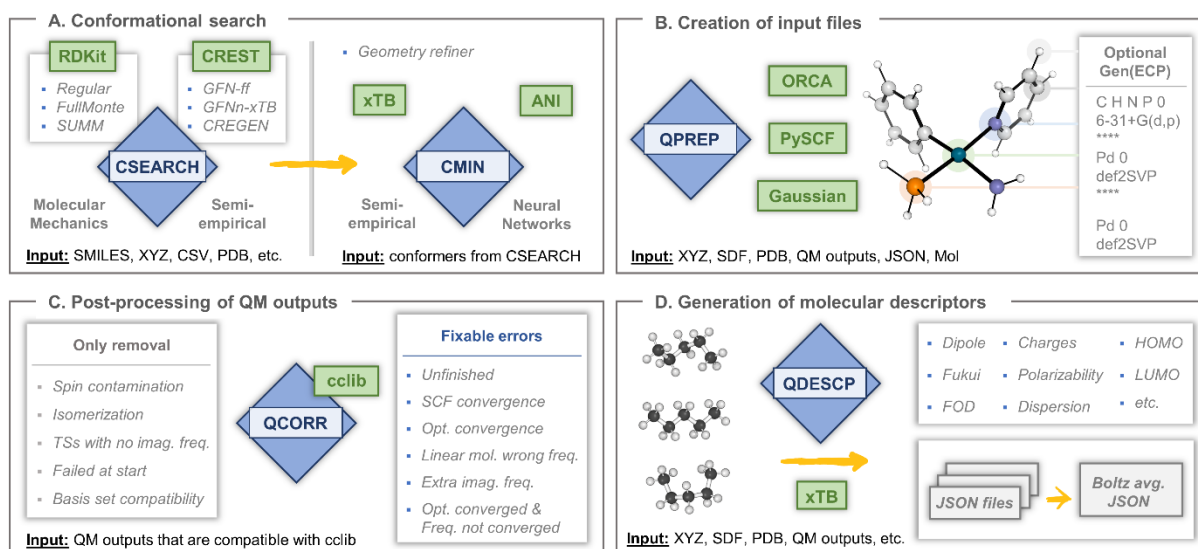 A. Conformational search
RDKit
Regular
FullMonte
SUMM
CREST
GFN-ff
GFNn-xTB
CREGEN
CSEARCH
Molecular
Mechanics
Semi-
empirical
Input: SMILES, XYZ, CSV, PDB, etc.
Geometry refiner
xTB
ANI
CMIN
Semi-
empirical
Neural
Networks
Input: conformers from CSEARCH
B. Creation of input files
QPREP
ORCA
PySCF
Gaussian
Optional
Gen(ECP)
C H N P 0
6-31+G(d,p)
****
Pd 0
def2SVP
****
Pd 0
def2SVP
Input: XYZ, SDF, PDB, QM outputs, JSON, Mol
C. Post-processing of QM outputs
Only removal
Spin contamination
Isomerization
TSs with no imag. freq.
Failed at start
Basis set compatibility
cclib
QCORR
Fixable errors
Unfinished
SCF convergence
Opt. convergence
Linear mol. wrong freq.
Extra imag. freq.
Opt. converged &
Freq. not converged
Input: QM outputs that are compatible with cclib
D. Generation of molecular descriptors
QDESCP
xTB
Dipole
Charges
HOMO
Fukui
Polarizability
LUMO
FOD
Dispersion
etc.
JSON files
Boltz avg.
JSON
Input: XYZ, SDF, PDB, QM outputs, etc.